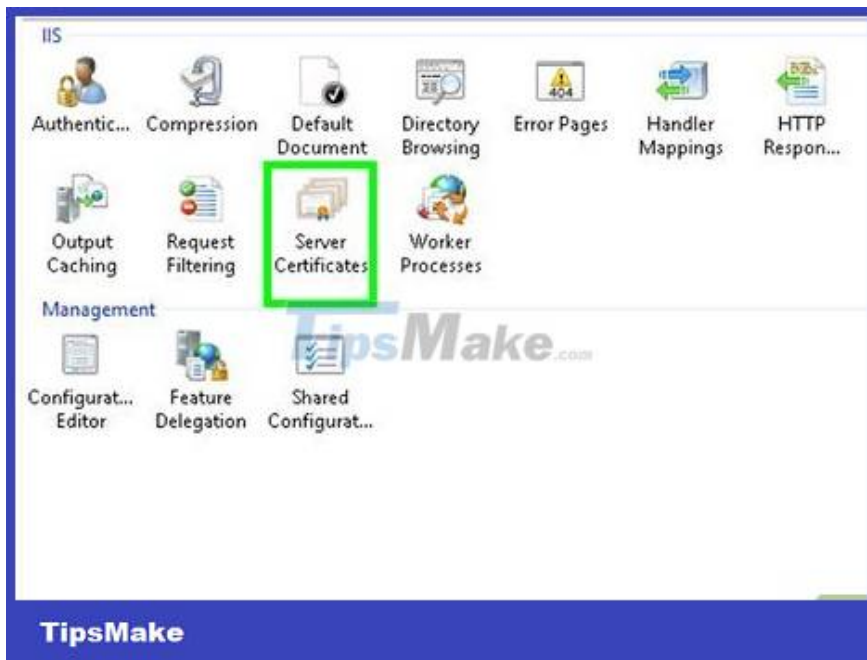 IIS
Authentic... Compression Default Document Directory Browsing Error Pages Handler Mappings HTTP Respon...
404
Output Caching Request Filtering Server Certificates Worker Processes
Management
TipsMake.com
Configurat... Editor Feature Delegation Shared Configurat...
TipsMake